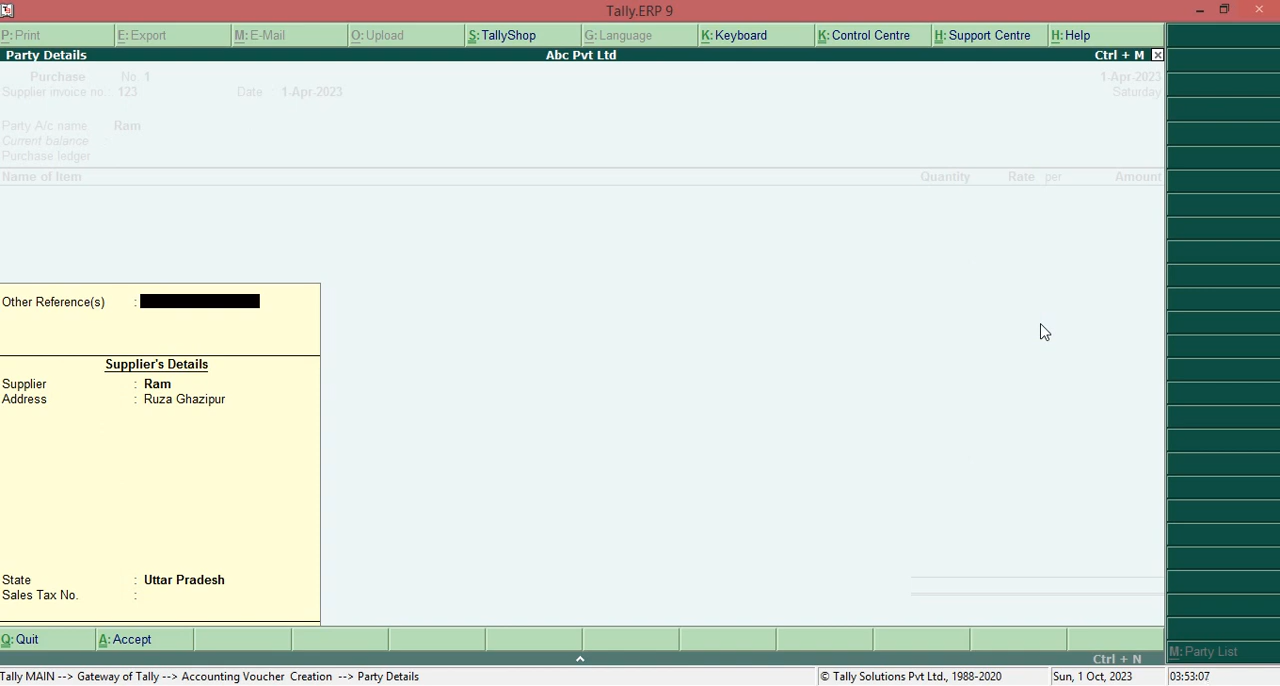 Tally.ERP 9
P: Print E: Export M: E-Mail O: Upload S: TallyShop G: Language K: Keyboard K: Control Centre H: Support Centre H: Help
Party Details Abc Pvt Ltd Ctrl + M
Purchase No. 1 1-Apr-2023
Supplier invoice no.: 123 Date : 1-Apr-2023 Saturday
Party A/c name : Ram
Current balance :
Purchase ledger
Name of Item Quantity Rate per Amount
Other Reference(s) :
Supplier's Details
Supplier : Ram
Address : Ruza Ghazipur
State : Uttar Pradesh
Sales Tax No. :
Q: Quit A: Accept
Ctrl + N M: Party List
Tally MAIN --> Gateway of Tally --> Accounting Voucher Creation --> Party Details © Tally Solutions Pvt Ltd., 1988-2020 Sun, 1 Oct, 2023 03:53:07